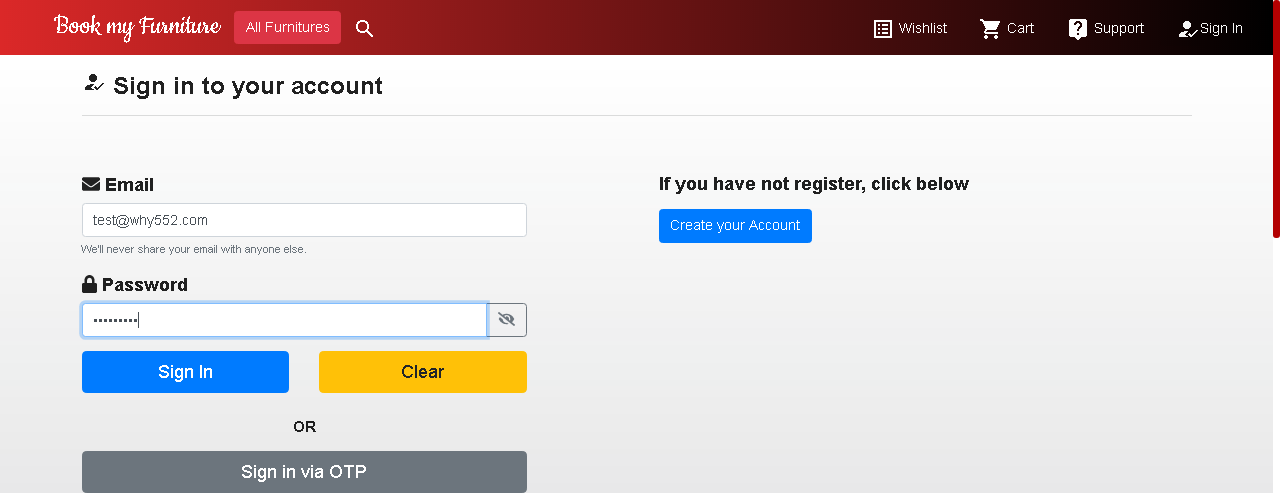 Book my Furniture All Furnitures Wishlist Cart Support Sign In
Sign in to your account
Email
test@why552.com
We'll never share your email with anyone else.
Password
•••••••••
Sign In Clear
OR
Sign in via OTP
If you have not register, click below
Create your Account